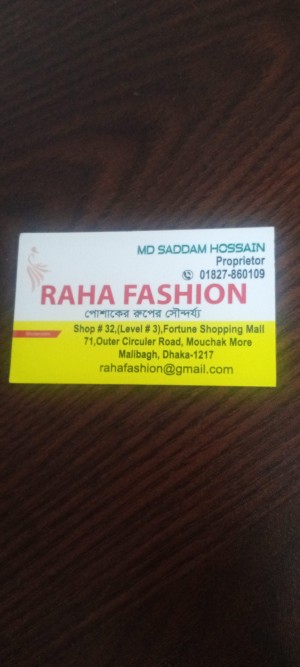 MD SADDAM HOSSAIN
Proprietor
01827-860109
RAHA FASHION
পোশাকের রুপের সৌন্দর্য্য
Shop # 32,(Level # 3),Fortune Shopping Mall
71,Outer Circuler Road, Mouchak More
Malibagh, Dhaka-1217
rahafashion@gmail.com